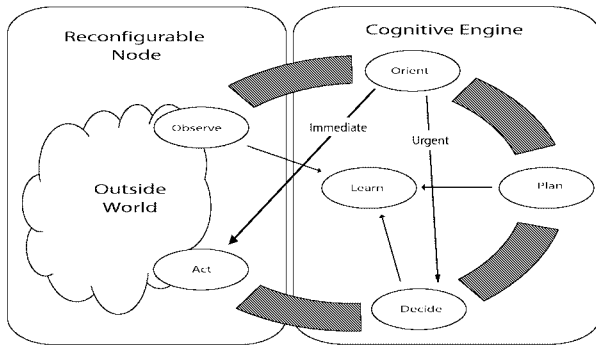 Reconfigurable
Node
Cognitive Engine
Orient
Observe
Immediate
Urgent
Outside
World
Learn
Plan
Act
Decide